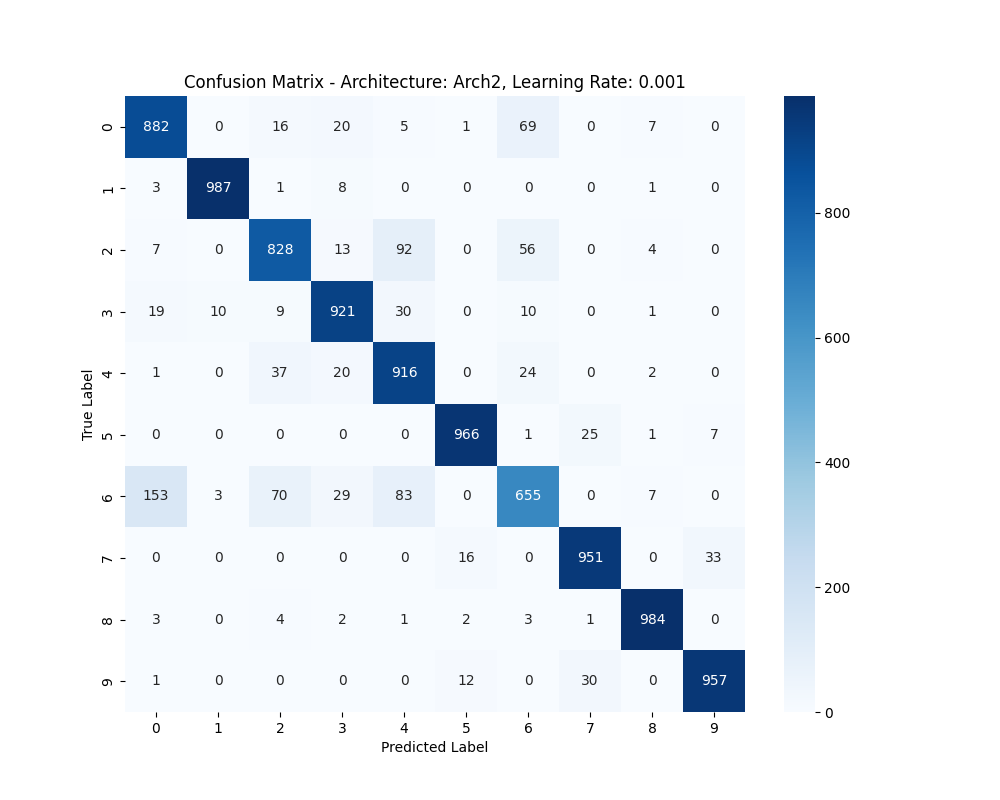 Confusion Matrix - Architecture: Arch2, Learning Rate: 0.001
True Label
0 882 0 16 20 5 1 69 0 7 0
1 3 987 1 8 0 0 0 0 1 0
2 7 0 828 13 92 0 56 0 4 0
3 19 10 9 921 30 0 10 0 1 0
4 1 0 37 20 916 0 24 0 2 0
5 0 0 0 0 0 966 1 25 1 7
6 153 3 70 29 83 0 655 0 7 0
7 0 0 0 0 0 16 0 951 0 33
8 3 0 4 2 1 2 3 1 984 0
9 1 0 0 0 0 12 0 30 0 957
0 1 2 3 4 5 6 7 8 9
Predicted Label
800
600
400
200
0